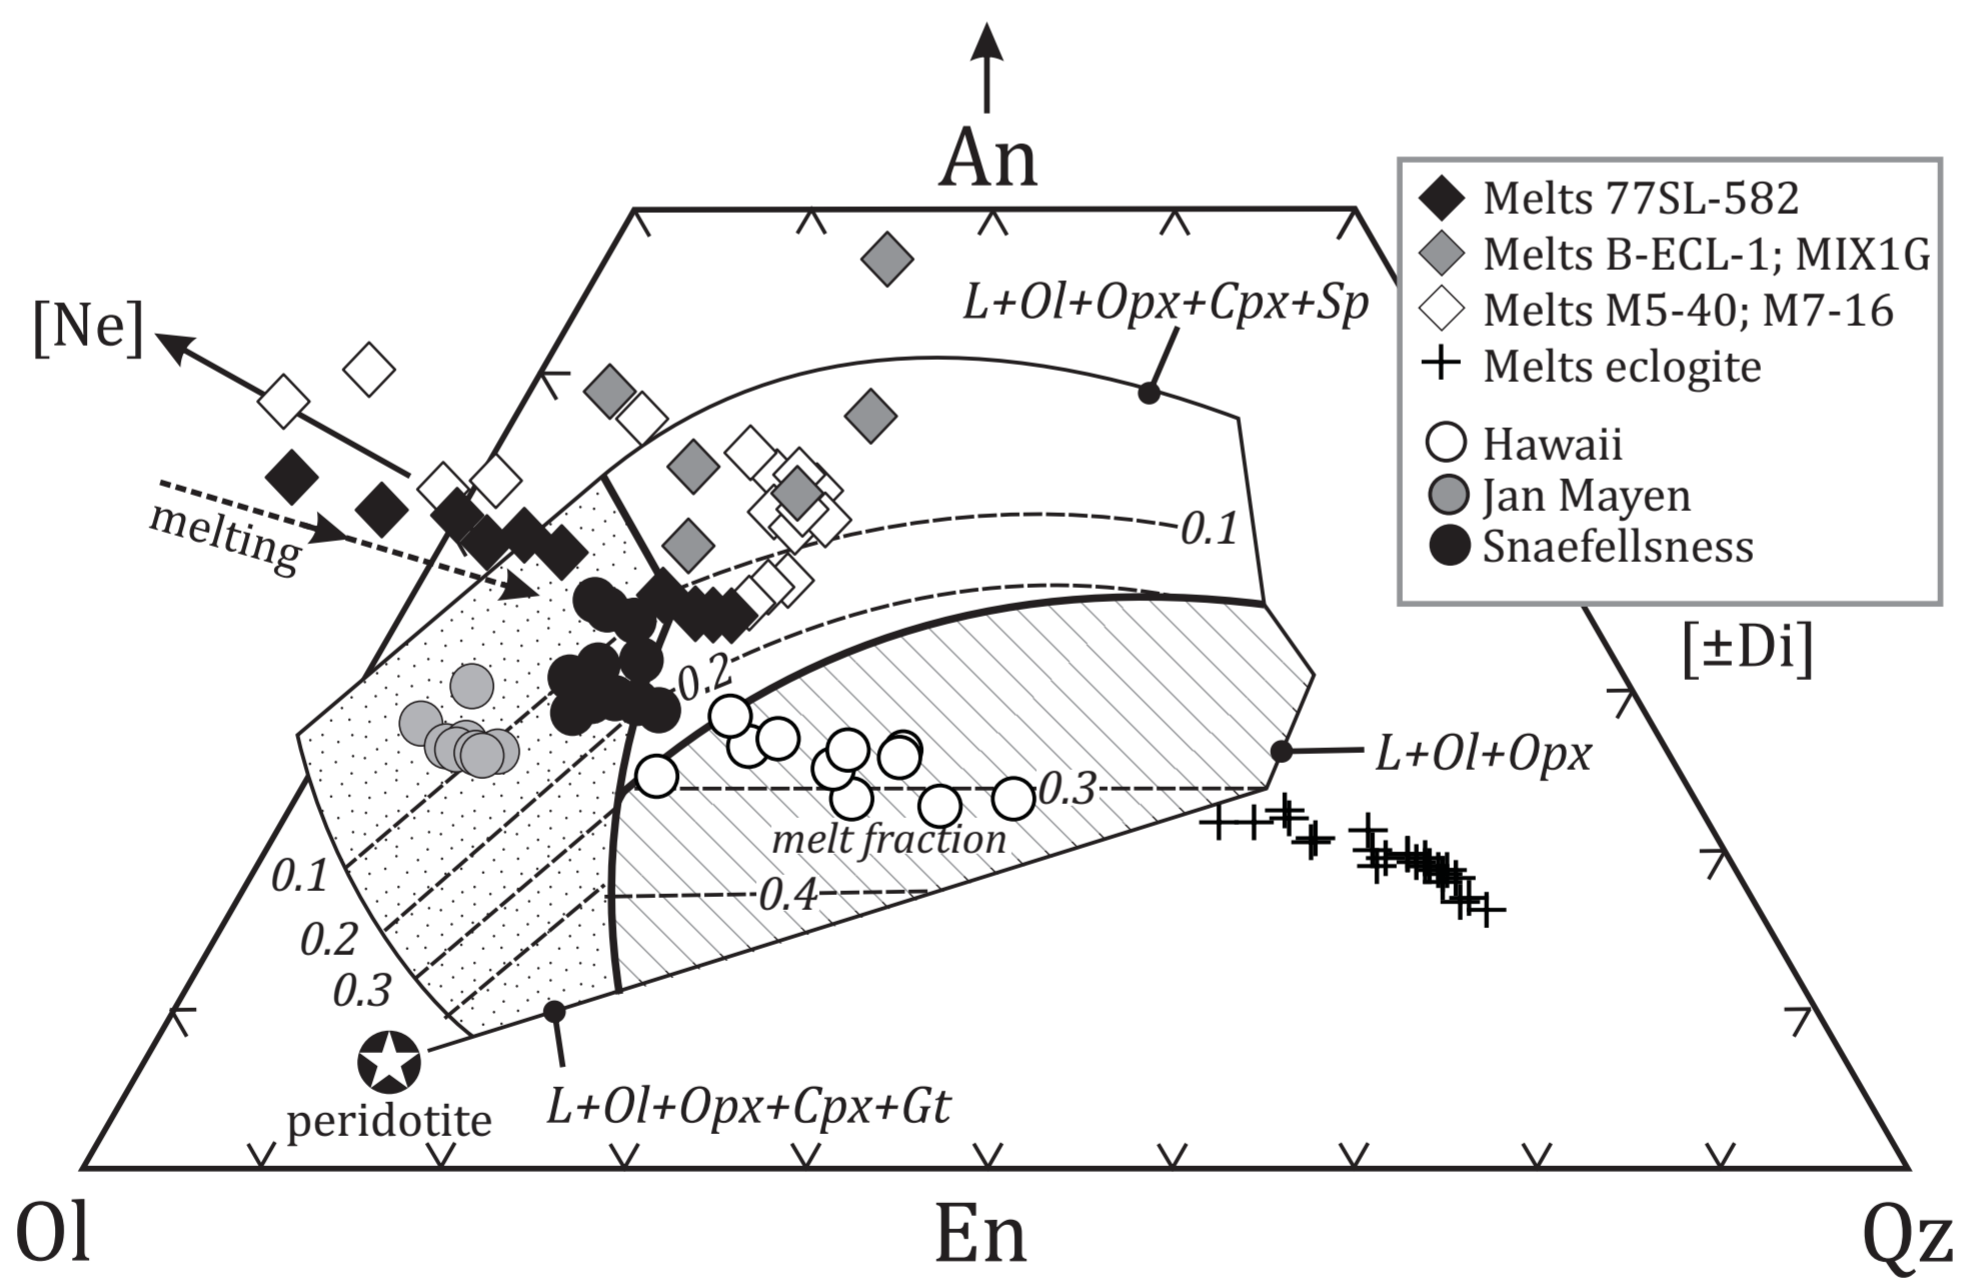 An
Melts 77SL-582
Melts B-ECL-1; MIX1G
Melts M5-40; M7-16
Melts eclogite
Hawaii
Jan Mayen
Snaefellsness
L+Ol+Opx+Cpx+Sp
[Ne]
melting
0.1
0.2
[±Di]
L+Ol+Opx
0.3
melt fraction
0.4
0.1
0.2
0.3
peridotite
L+Ol+Opx+Cpx+Gt
Ol
En
Qz